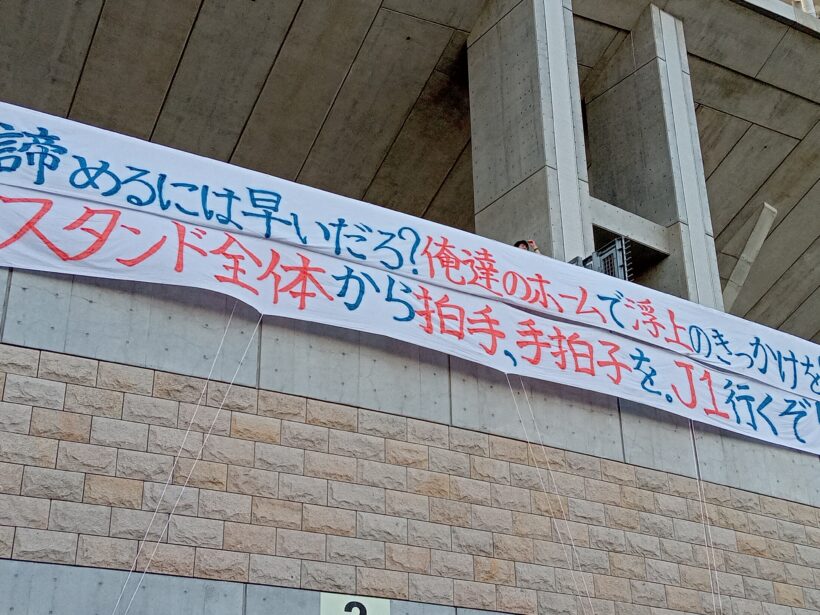 諦めるには早いだろ?俺達のホームで浮上のきっかけを
スタンド全体から拍手、手拍子を。J1行くぞ!
2